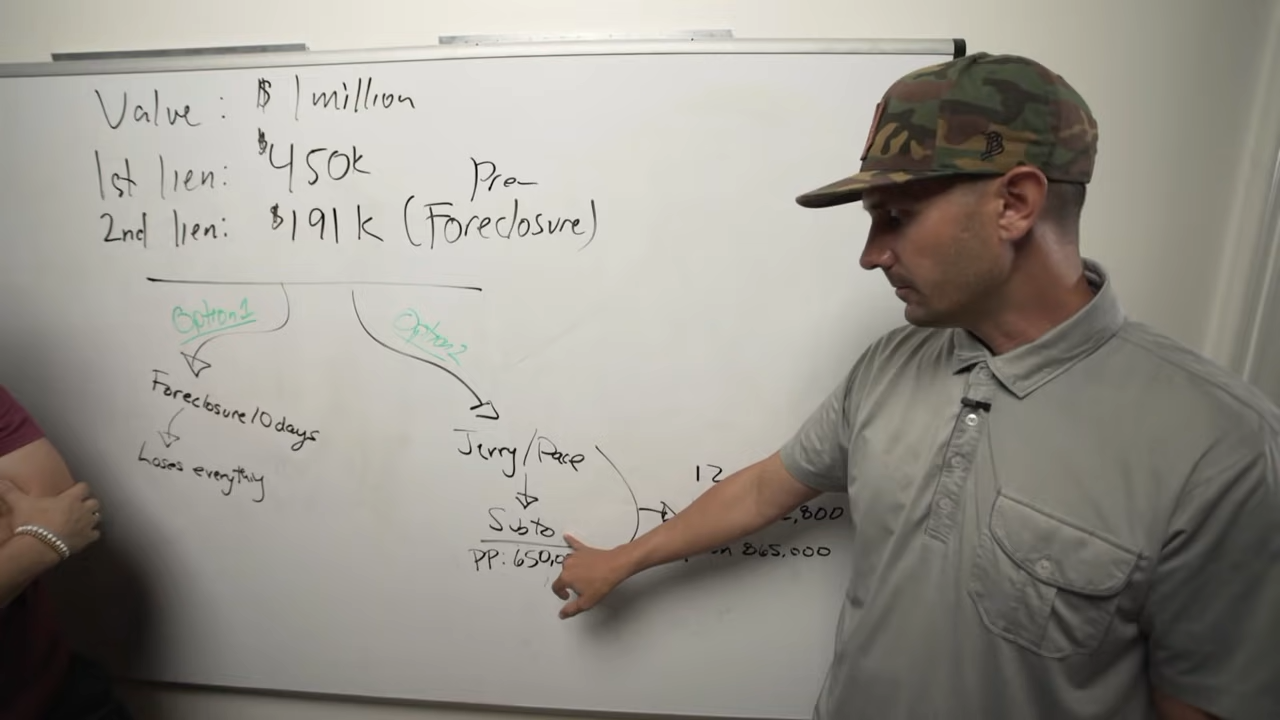 Value: $ 1 million
1st lien: $450k
Pre-
2nd lien: $191k (Foreclosure)
Option 1
Option 2
Foreclosure/10 days
Loses everything
Jerry/Pace
Subto
PP: 650,0
12
,800
865,000
B